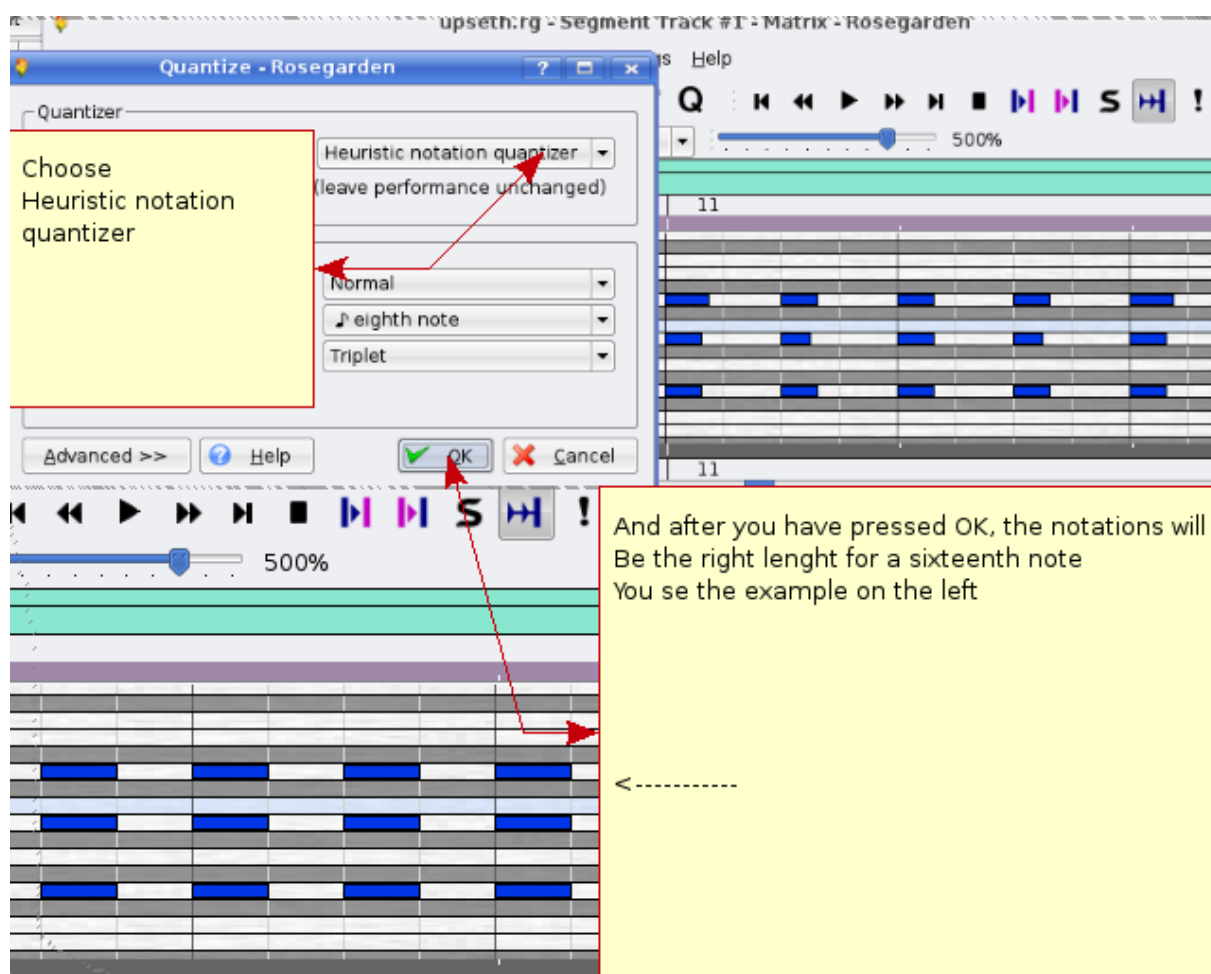 upseth.rg - Segment Track #1 - Matrix - Rosegarden
Quantize - Rosegarden
Help
Quantizer
Q
S
!
500%
Choose
Heuristic notation
quantizer
Heuristic notation quantizer
(leave performance unchanged)
11
Normal
eighth note
Triplet
Advanced >>
Help
OK
Cancel
11
S
!
500%
And after you have pressed OK, the notations will
Be the right lenght for a sixteenth note
You se the example on the left
<-----------